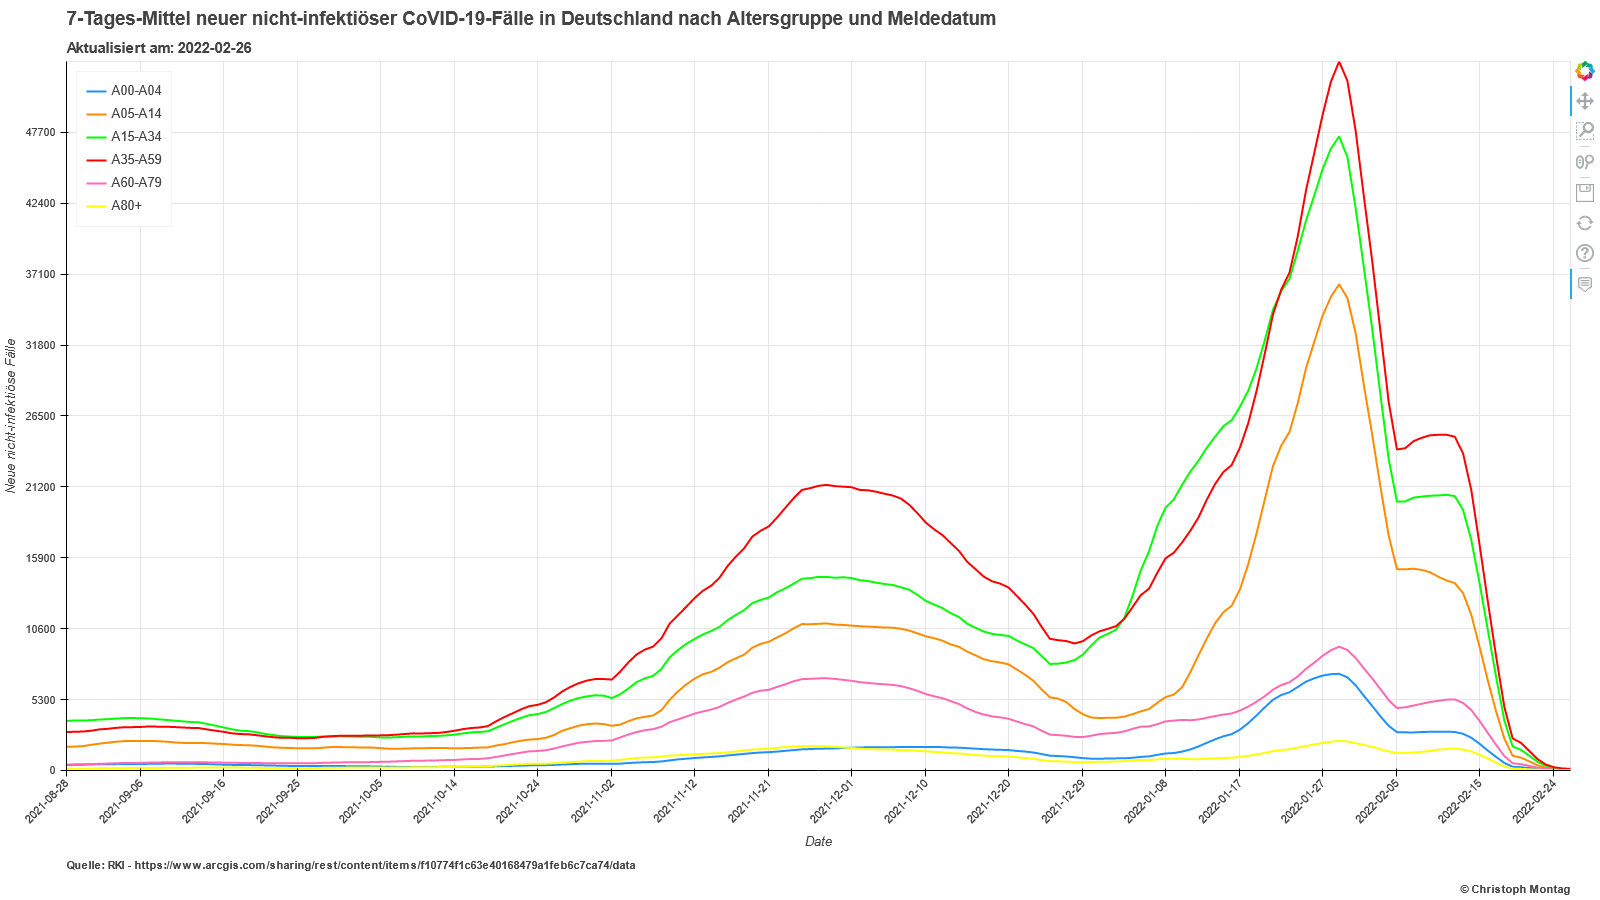 7-Tages-Mittel neuer nicht-infektiöser CoVID-19-Fälle in Deutschland nach Altersgruppe und Meldedatum
Aktualisiert am: 2022-02-26
A00-A04
A05-A14
A15-A34
A35-A59
A60-A79
A80+
47700
42400
37100
31800
26500
21200
15900
10600
5300
0
Neue nicht-infektiöse Fälle
2021-08-28
2021-09-06
2021-09-16
2021-09-25
2021-10-05
2021-10-14
2021-10-24
2021-11-02
2021-11-12
2021-11-21
2021-12-01
2021-12-10
2021-12-20
2021-12-29
2022-01-08
2022-01-17
2022-01-27
2022-02-05
2022-02-15
2022-02-24
Date
Quelle: RKI - https://www.arcgis.com/sharing/rest/content/items/f10774f1c63e40168479a1feb6c7ca74/data
© Christoph Montag